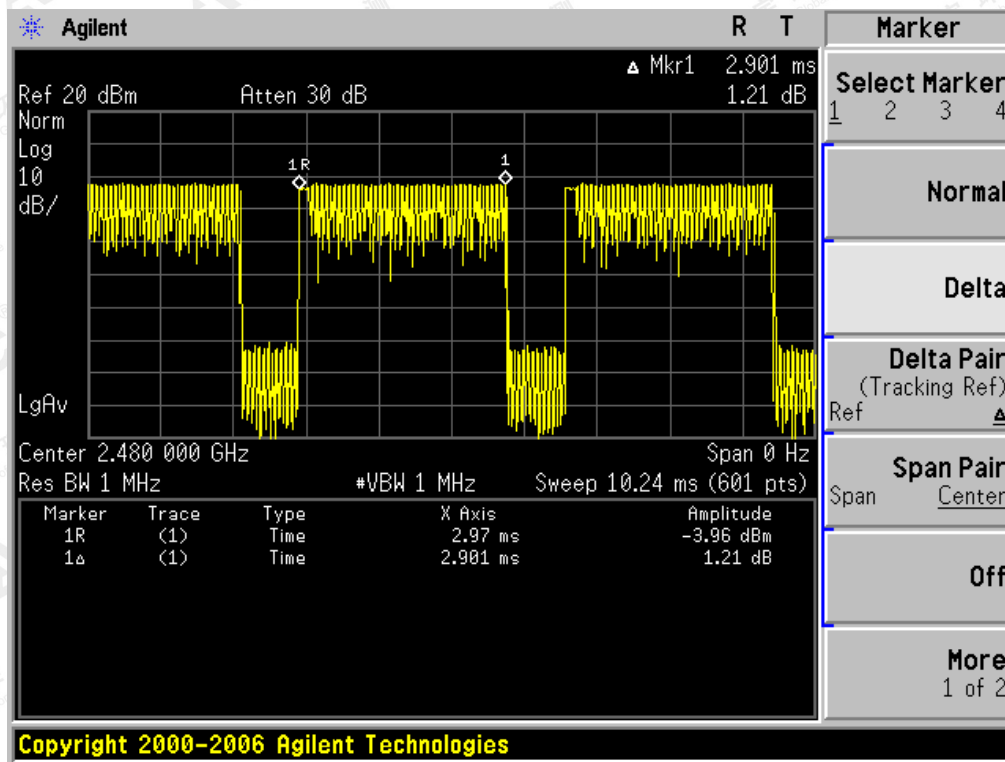 Agilent
R T
Marker
Δ Mkr1 2.901 ms
Ref 20 dBm Atten 30 dB 1.21 dB
Norm
Log
10
dB/
1R
1
LgAv
Center 2.480 000 GHz Span 0 Hz
Res BW 1 MHz #VBW 1 MHz Sweep 10.24 ms (601 pts)
Marker Trace Type X Axis Amplitude
1R (1) Time 2.97 ms -3.96 dBm
1Δ (1) Time 2.901 ms 1.21 dB
Select Marker
1 2 3 4
Normal
Delta
Delta Pair
(Tracking Ref)
Ref Δ
Span Pair
Span Center
Off
More
1 of 2
Copyright 2000-2006 Agilent Technologies